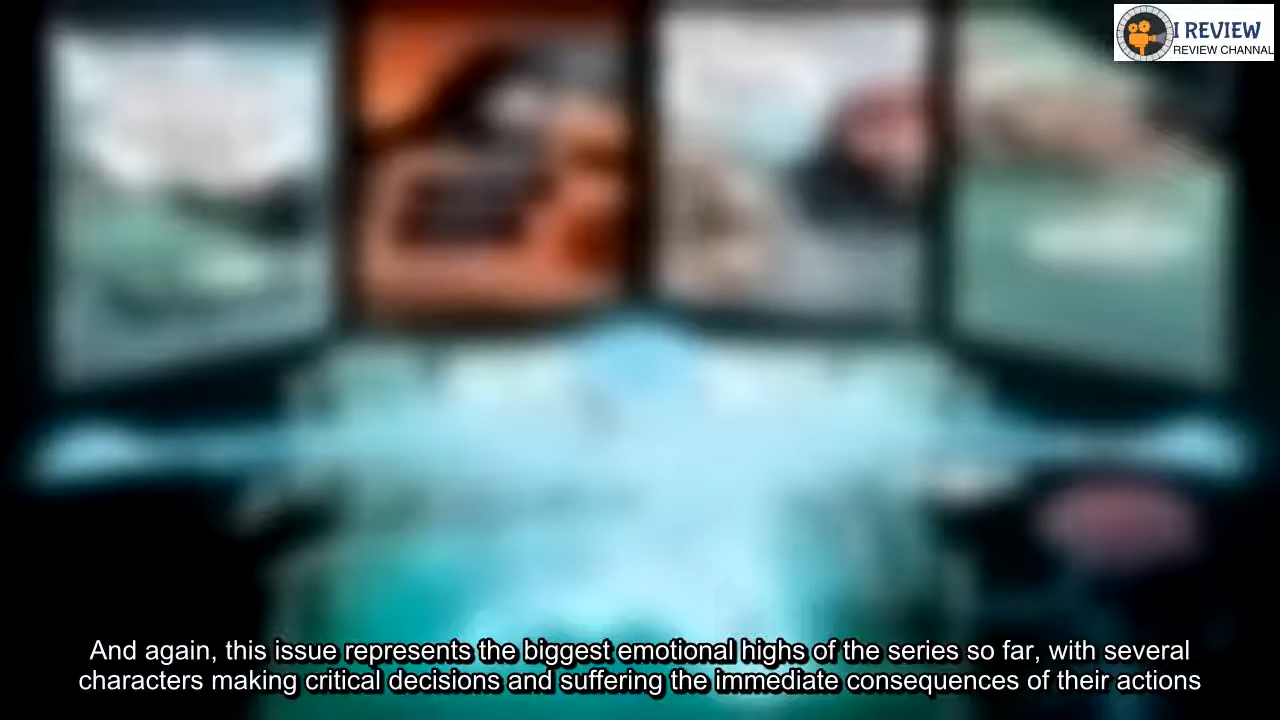 I REVIEW
REVIEW CHANNEL
And again, this issue represents the biggest emotional highs of the series so far, with several
characters making critical decisions and suffering the immediate consequences of their actions